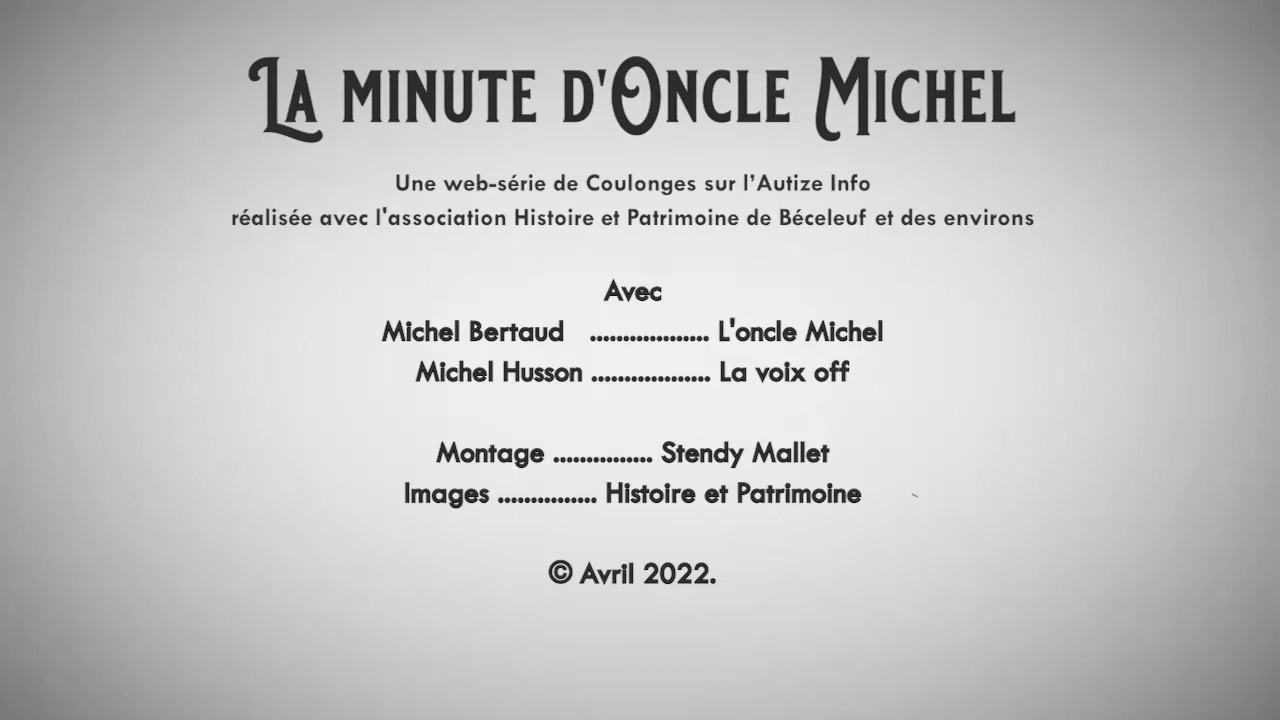 La minute d'Oncle Michel
Une web-série de Coulonges sur l’Autize Info
réalisée avec l'association Histoire et Patrimoine de Béceleuf et des environs
Avec
Michel Bertaud .................. L'oncle Michel
Michel Husson .................. La voix off
Montage ............... Stendy Mallet
Images ............... Histoire et Patrimoine
© Avril 2022.